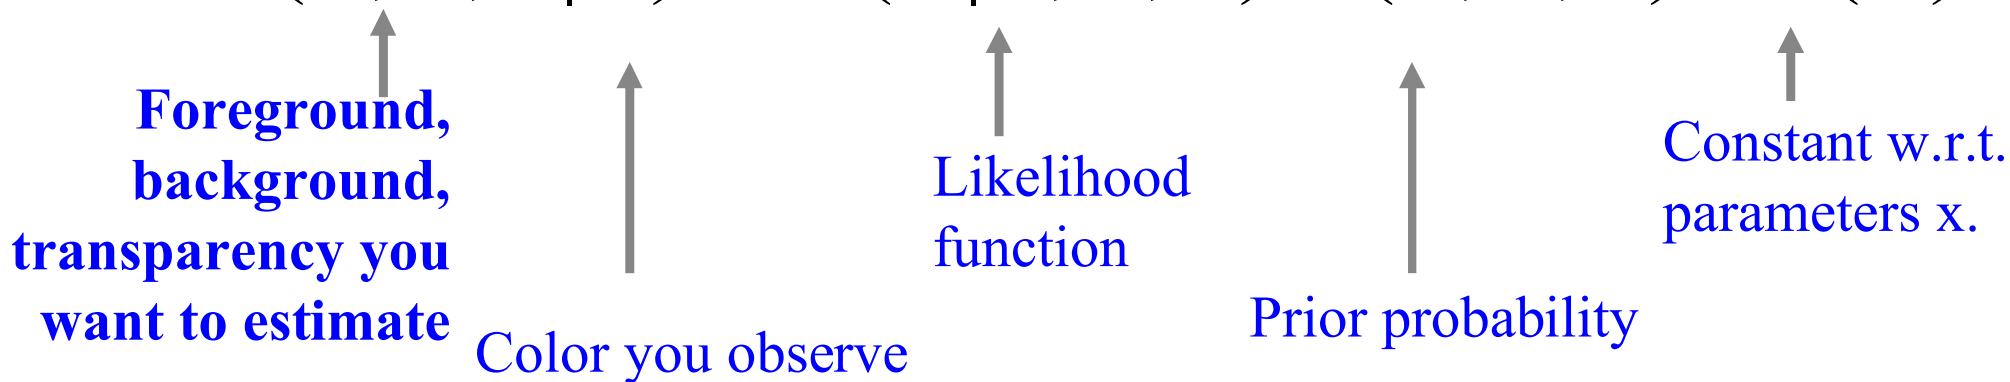 Foreground,
background,
transparency you
want to estimate
Color you observe
Likelihood
function
Prior probability
Constant w.r.t.
parameters x.